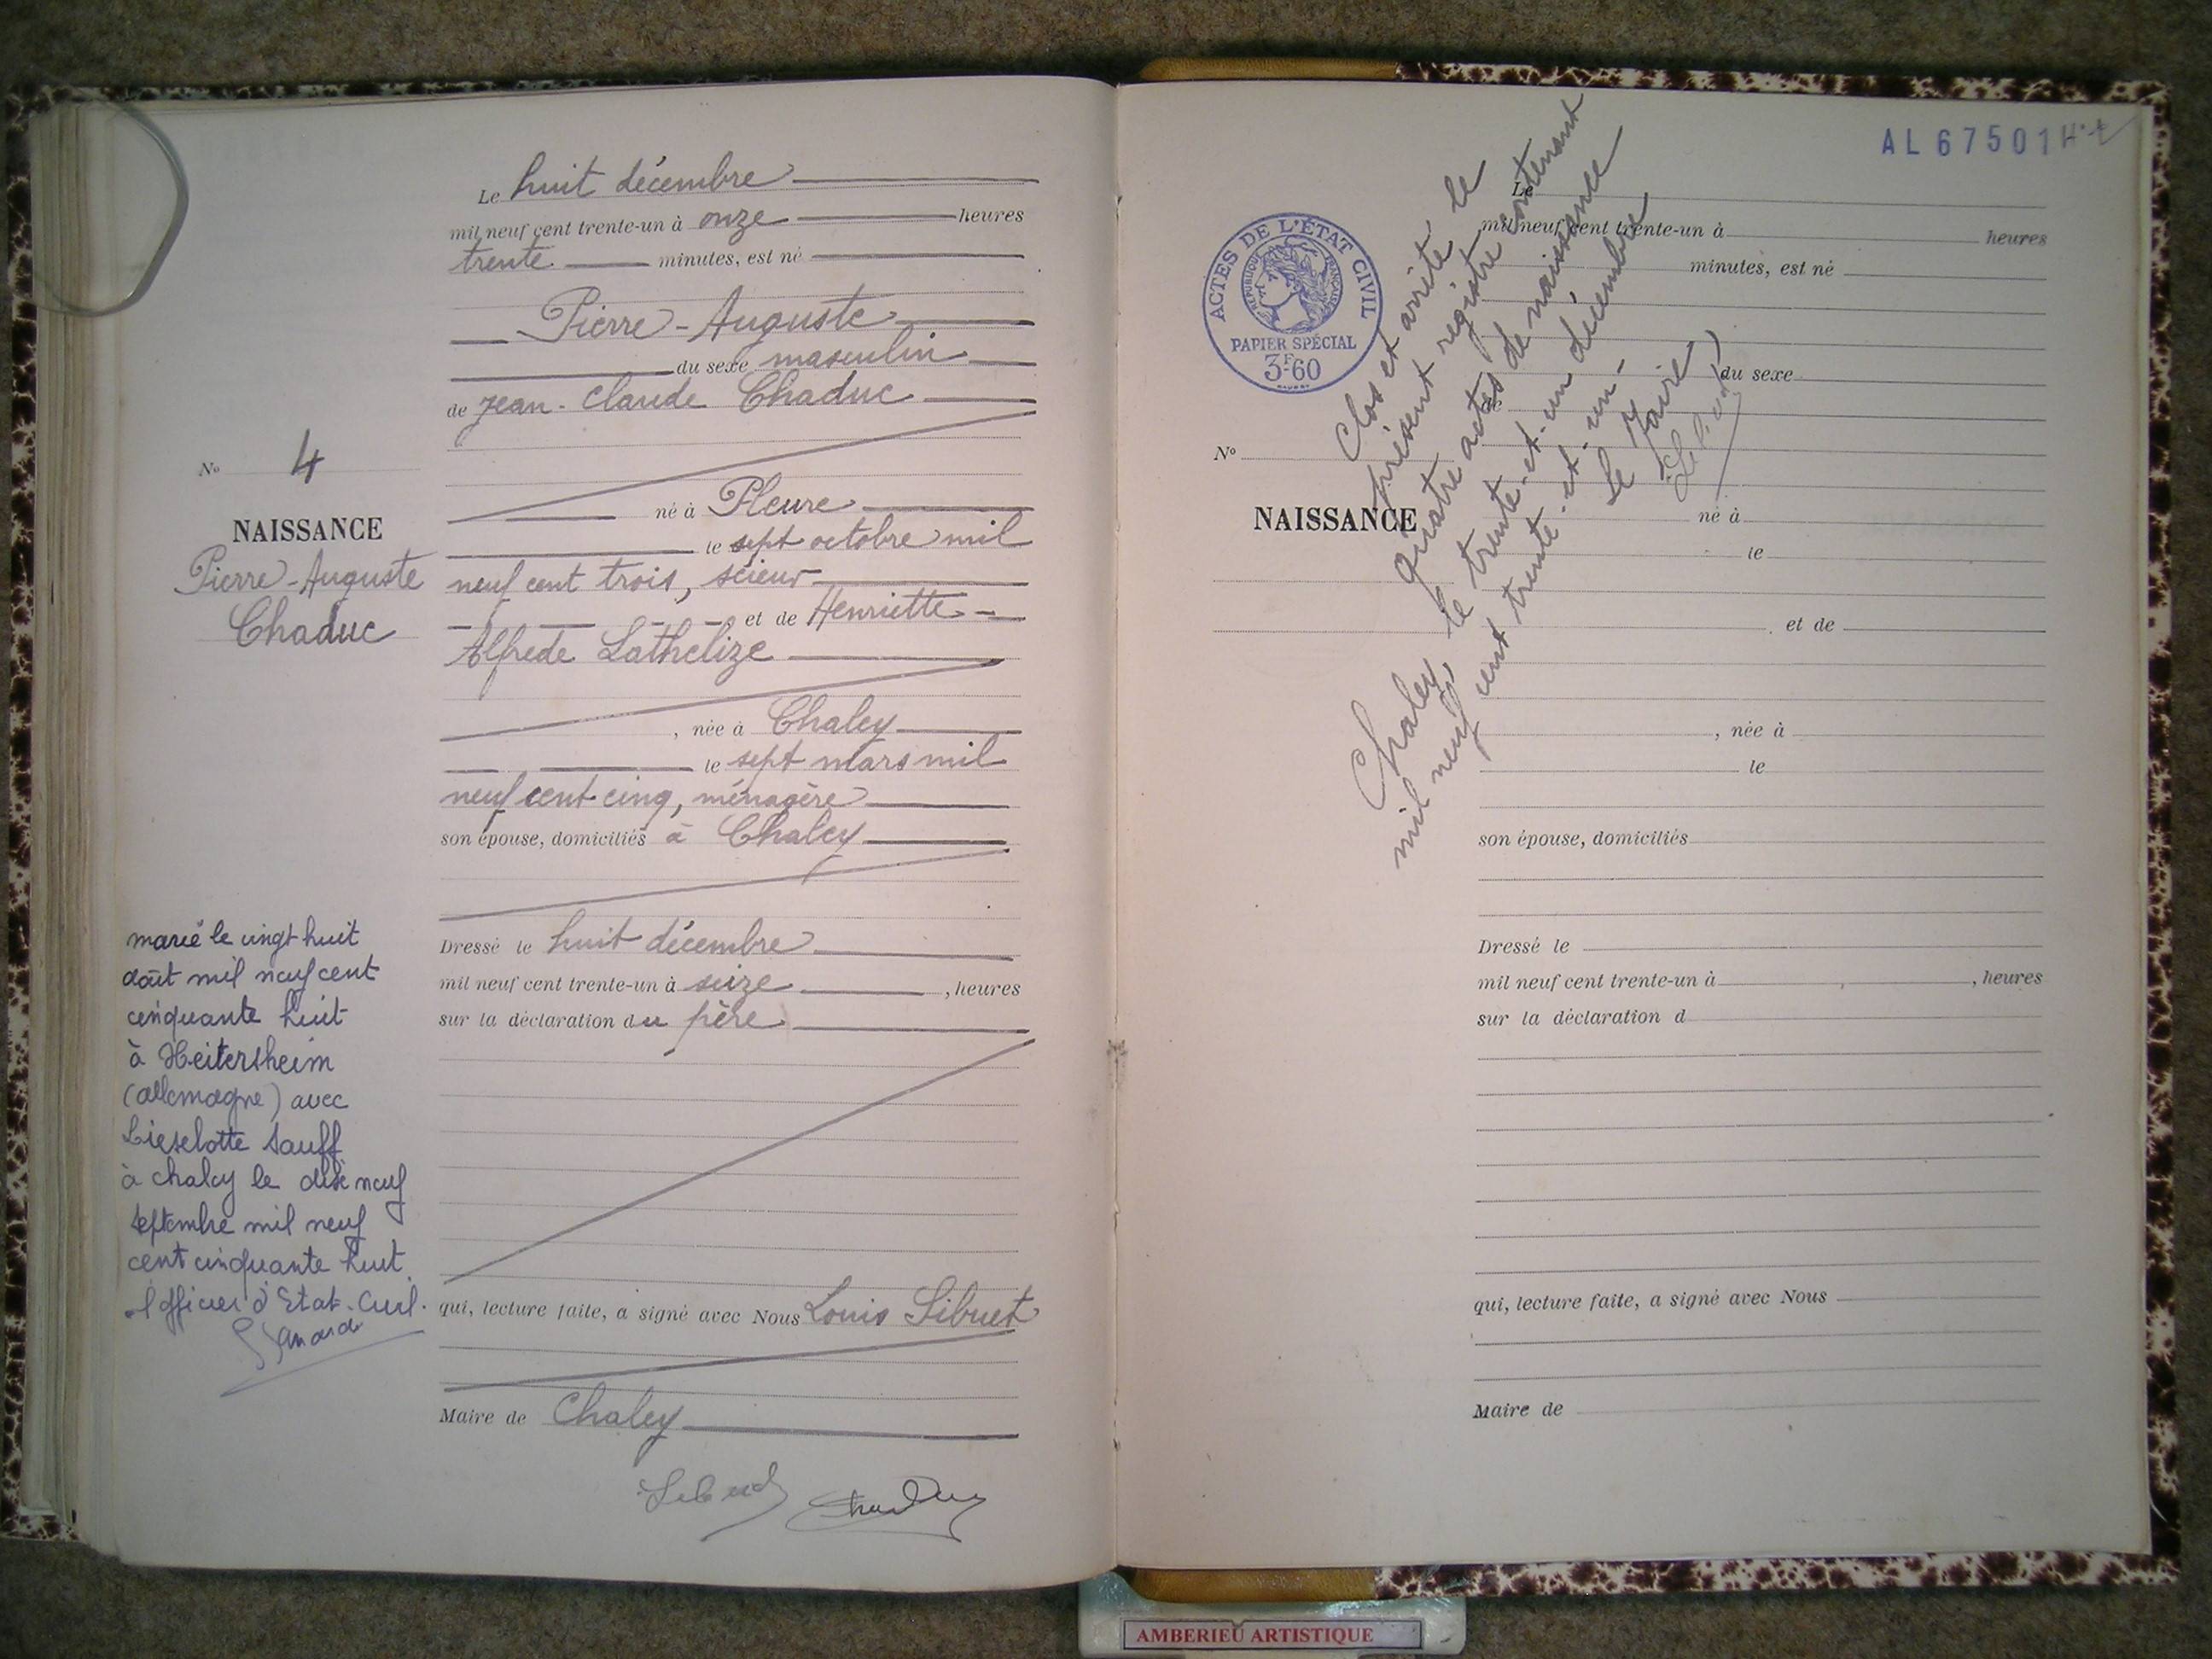 Le huit décembre
mil neuf cent trente-un à onze heures
trente minutes, est né
Pierre-Auguste
du sexe masculin
de Jean-Claude Chaduc
né à Pleure
le sept octobre mil
neuf cent trois, scieur
et de Henriette
Alfrede Lathelize
, née à Chaley
le sept mars mil
neuf cent cinq, ménagère
son épouse, domiciliés à Chaley
Dressé le huit décembre
mil neuf cent trente-un à seize , heures
sur la déclaration du père
qui, lecture faite, a signé avec Nous Louis Sibuet
Maire de Chaley
Chaduc
No 4
NAISSANCE
Pierre-Auguste
Chaduc
marié le vingt huit
août mil neuf cent
cinquante huit
à Heitersheim
(allemagne) avec
Lieselotte Sauff
à chaley le dix neuf
septembre mil neuf
cent cinquante huit
l'officier d'Etat-Civil.
AL 67501
ACTES DE L'ÉTAT CIVIL
RÉPUBLIQUE FRANÇAISE
PAPIER SPÉCIAL
3F60
Clos et arrêté le
présent registre contenant
quatre actes de naissance
Chaley, le trente-et-un décembre
mil neuf cent trente-et-un-
Le Maire
Le
mil neuf cent trente-un à heures
minutes, est né
du sexe
de
No
NAISSANCE
né à
le
, et de
, née à
le
son épouse, domiciliés
Dressé le
mil neuf cent trente-un à , heures
sur la déclaration d
qui, lecture faite, a signé avec Nous
Maire de
AMBERIEU ARTISTIQUE